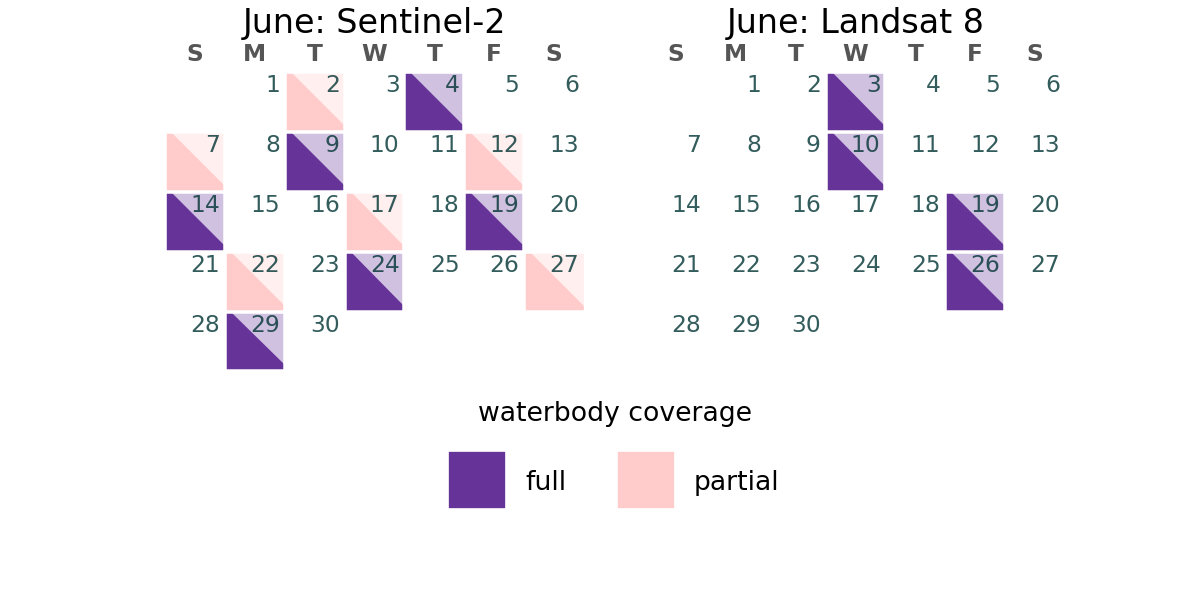 June: Sentinel-2
S M T W T F S
1 2 3 4 5 6
7 8 9 10 11 12 13
14 15 16 17 18 19 20
21 22 23 24 25 26 27
28 29 30
June: Landsat 8
S M T W T F S
1 2 3 4 5 6
7 8 9 10 11 12 13
14 15 16 17 18 19 20
21 22 23 24 25 26 27
28 29 30
waterbody coverage
full partial